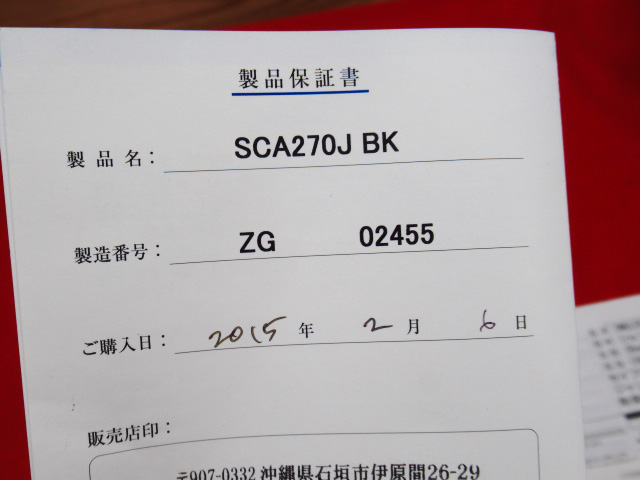 製品保証書
製品名： SCA270J BK
製造番号： ZG 02455
ご購入日： 2015 年 2 月 6 日
販売店印：
〒907-0332 沖縄県石垣市伊原間26-29